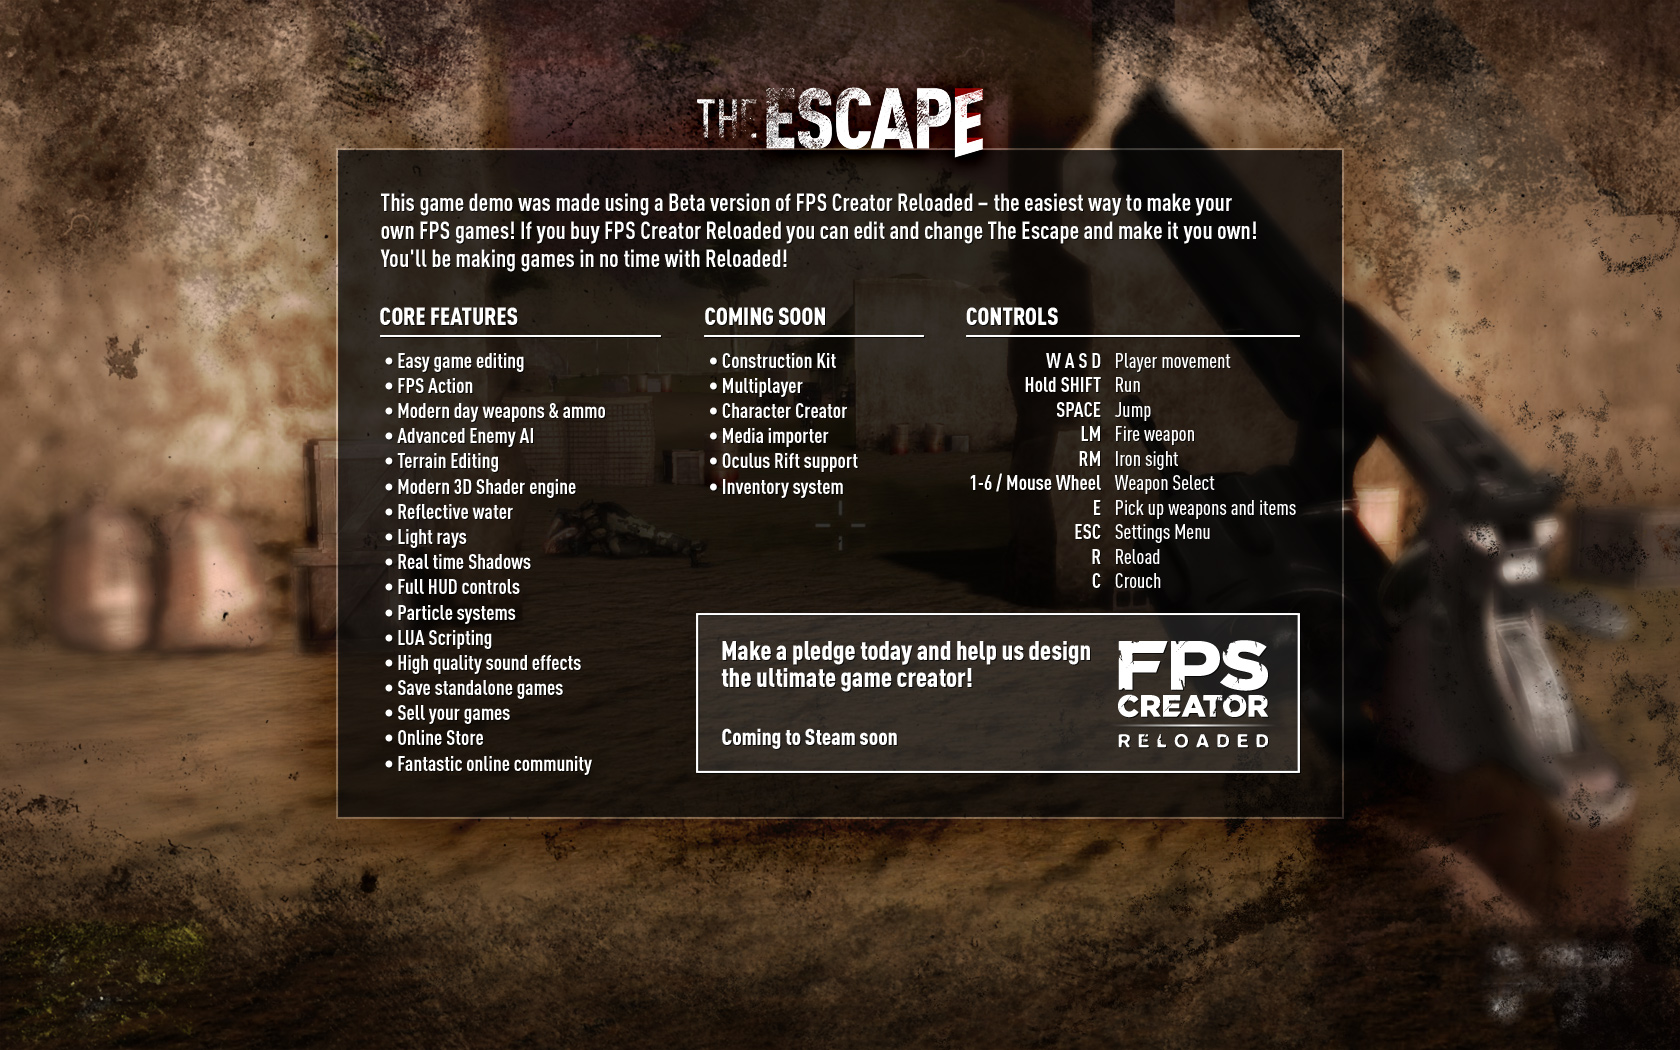 THE ESCAPE
This game demo was made using a Beta version of FPS Creator Reloaded – the easiest way to make your
own FPS games! If you buy FPS Creator Reloaded you can edit and change The Escape and make it you own!
You'll be making games in no time with Reloaded!
CORE FEATURES
• Easy game editing
• FPS Action
• Modern day weapons & ammo
• Advanced Enemy AI
• Terrain Editing
• Modern 3D Shader engine
• Reflective water
• Light rays
• Real time Shadows
• Full HUD controls
• Particle systems
• LUA Scripting
• High quality sound effects
• Save standalone games
• Sell your games
• Online Store
• Fantastic online community
COMING SOON
• Construction Kit
• Multiplayer
• Character Creator
• Media importer
• Oculus Rift support
• Inventory system
CONTROLS
W A S D Player movement
Hold SHIFT Run
SPACE Jump
LM Fire weapon
RM Iron sight
1-6 / Mouse Wheel Weapon Select
E Pick up weapons and items
ESC Settings Menu
R Reload
C Crouch
Make a pledge today and help us design
the ultimate game creator!
Coming to Steam soon
FPS
CREATOR
RELOADED